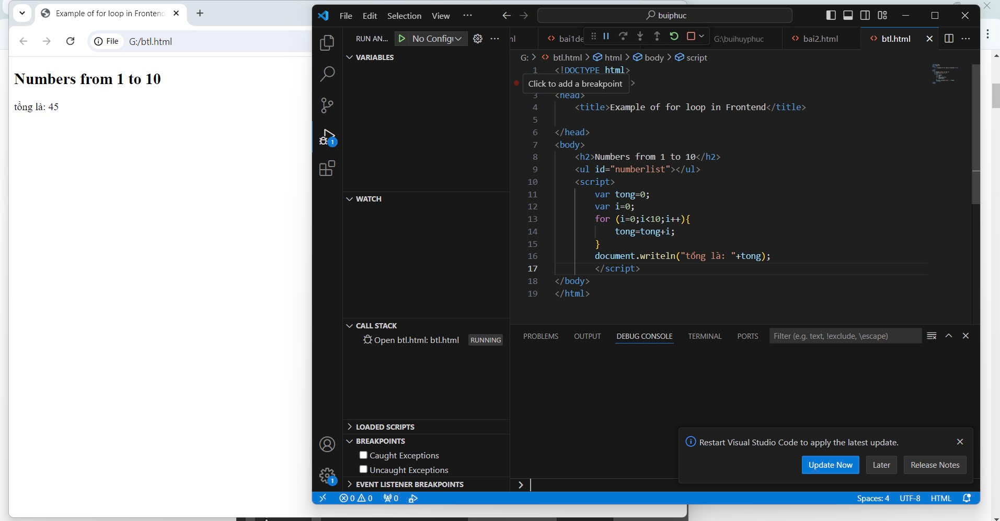 Example of for loop in Frontend
File G:/btl.html
Numbers from 1 to 10
tổng là: 45
File Edit Selection View ··· buiphuc
RUN AN... No Config
VARIABLES
WATCH
CALL STACK
Open btl.html: btl.html RUNNING
LOADED SCRIPTS
BREAKPOINTS
Caught Exceptions
Uncaught Exceptions
EVENT LISTENER BREAKPOINTS
bai1de G:\buihuyphuc bai2.html btl.html
G: > btl.html > html > body > script
1 <!DOCTYPE html>
Click to add a breakpoint >
3 <head>
4 <title>Example of for loop in Frontend</title>
5
6 </head>
7 <body>
8 <h2>Numbers from 1 to 10</h2>
9 <ul id="numberlist"></ul>
10 <script>
11 var tong=0;
12 var i=0;
13 for (i=0;i<10;i++){
14 tong=tong+i;
15 }
16 document.writeln("tổng là: "+tong);
17 </script>
18 </body>
19 </html>
PROBLEMS OUTPUT DEBUG CONSOLE TERMINAL PORTS Filter (e.g. text, !exclude, \escape)
Restart Visual Studio Code to apply the latest update.
Update Now Later Release Notes
>
0 0 0 Spaces: 4 UTF-8 HTML